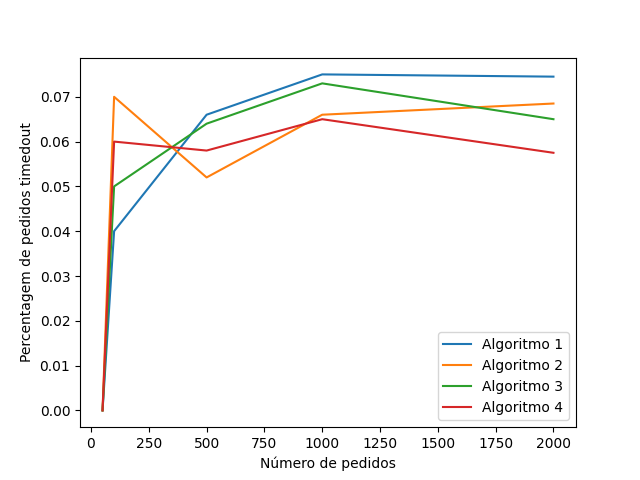 Percentagem de pedidos timedout
0.07
0.06
0.05
0.04
0.03
0.02
0.01
0.00
Algoritmo 1
Algoritmo 2
Algoritmo 3
Algoritmo 4
0 250 500 750 1000 1250 1500 1750 2000
Número de pedidos